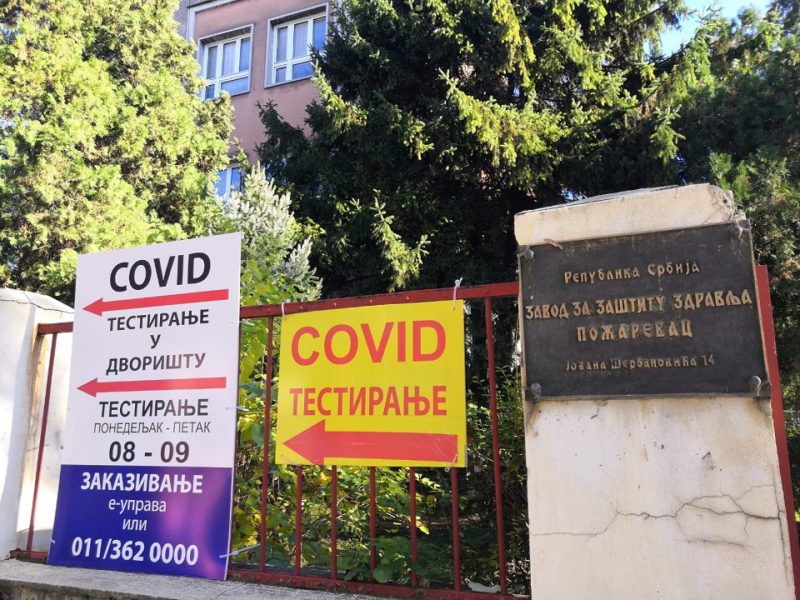 COVID
ТЕСТИРАЊЕ
У
ДВОРИШТУ
ТЕСТИРАЊЕ
ПОНЕДЕЉАК - ПЕТАК
08 - 09
ЗАКАЗИВАЊЕ
е-управа
или
011/362 0000
COVID
ТЕСТИРАЊЕ
Република Србија
ЗАВОД ЗА ЗАШТИТУ ЗДРАВЉА
ПОЖАРЕВАЦ
Јована Шербановића 14